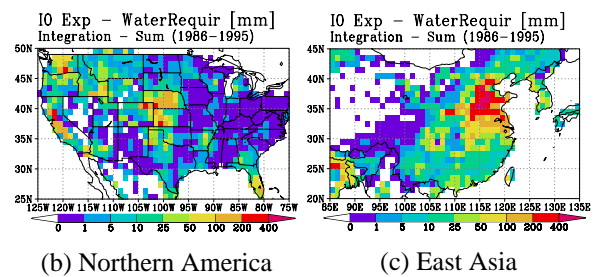 IO Exp - WaterRequir [mm]
Integration - Sum (1986-1995)
50N
45N
40N
35N
30N
25N
20N
125W 120W 115W 110W 105W 100W 95W 90W 85W 80W 75W
0 1 5 10 25 50 100 200 400
(b) Northern America
IO Exp - WaterRequir [mm]
Integration - Sum (1986-1995)
45N
40N
35N
30N
25N
20N
85E 90E 95E 100E 105E 110E 115E 120E 125E 130E 135E
0 1 5 10 25 50 100 200 400
(c) East Asia